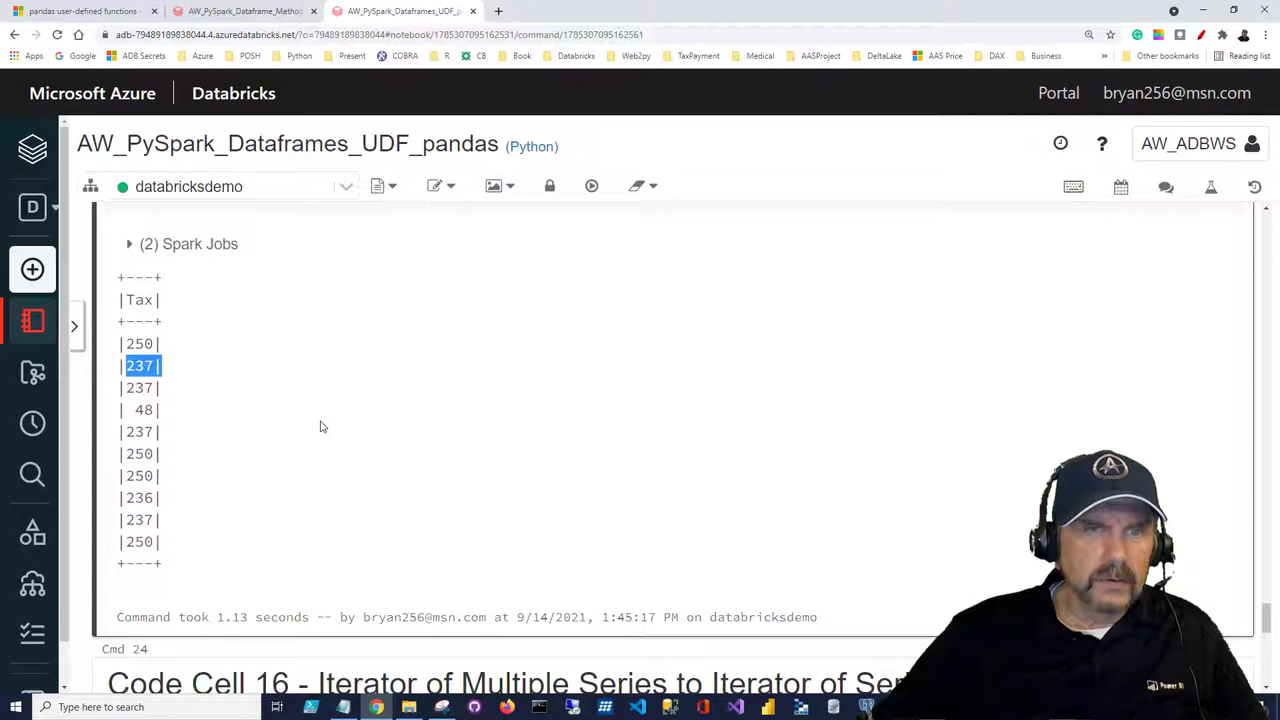 pandas user-defined functions -
AW_PySpark_Dataframe_Metho
AW_PySpark_Dataframes_UDF_p
adb-79489189838044.4.azuredatabricks.net/?o=79489189838044#notebook/1785307095162531/command/1785307095162561
Apps Google ADB Secrets Azure POSH Python Present COBRA R CB Book Databricks Web2py TaxPayment Medical AASProject DeltaLake AAS Price DAX Business » Other bookmarks Reading list
Microsoft Azure Databricks Portal bryan256@msn.com
AW_PySpark_Dataframes_UDF_pandas (Python) ? AW_ADBWS
D databricksdemo
(2) Spark Jobs
+---+
|Tax|
+---+
|250|
|237|
|237|
| 48|
|237|
|250|
|250|
|236|
|237|
|250|
+---+
Command took 1.13 seconds -- by bryan256@msn.com at 9/14/2021, 1:45:17 PM on databricksdemo
Cmd 24
Code Cell 16 - Iterator of Multiple Series to Iterator of Ser
Type here to search